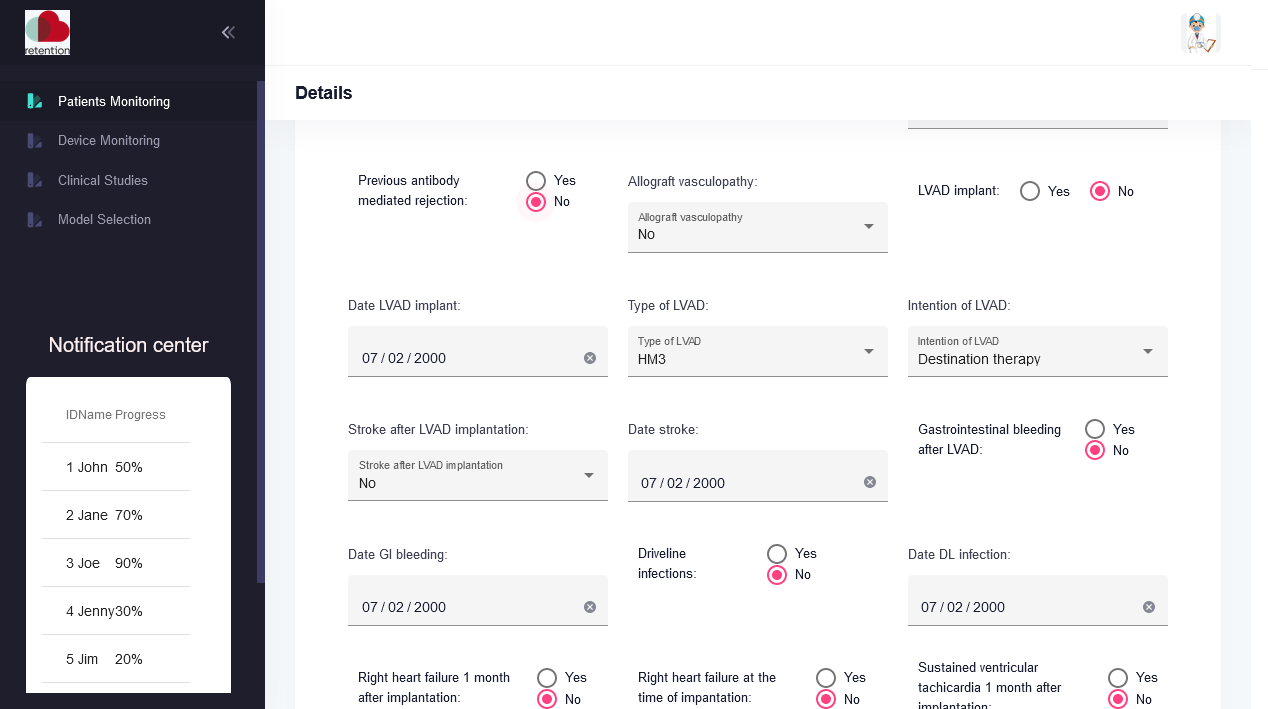 retention
Patients Monitoring
Device Monitoring
Clinical Studies
Model Selection
Notification center
ID Name Progress
1 John 50%
2 Jane 70%
3 Joe 90%
4 Jenny 30%
5 Jim 20%
Details
Previous antibody
mediated rejection:
Yes
No
Allograft vasculopathy:
Allograft vasculopathy
No
LVAD implant:
Yes
No
Date LVAD implant:
07 / 02 / 2000
Type of LVAD:
Type of LVAD
HM3
Intention of LVAD:
Intention of LVAD
Destination therapy
Stroke after LVAD implantation:
Stroke after LVAD implantation
No
Date stroke:
07 / 02 / 2000
Gastrointestinal bleeding
after LVAD:
Yes
No
Date GI bleeding:
07 / 02 / 2000
Driveline
infections:
Yes
No
Date DL infection:
07 / 02 / 2000
Right heart failure 1 month
after implantation:
Yes
No
Right heart failure at the
time of impantation:
Yes
No
Sustained ventricular
tachicardia 1 month after
implantation:
Yes
No